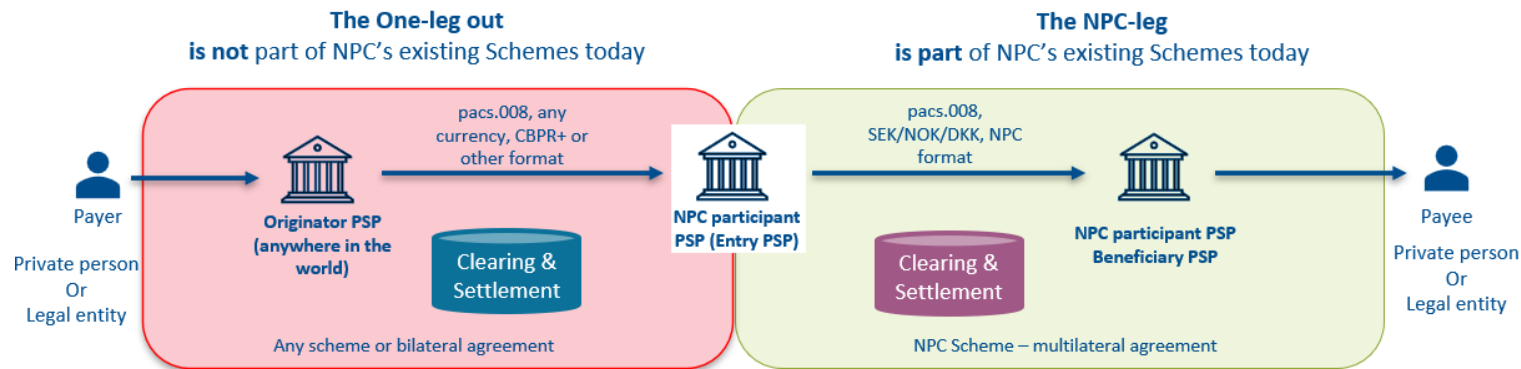 The One-leg out
is not part of NPC's existing Schemes today
The NPC-leg
is part of NPC's existing Schemes today
Payer
Private person
Or
Legal entity
Originator PSP
(anywhere in the
world)
pacs.008, any
currency, CBPR+ or
other format
Clearing &
Settlement
Any scheme or bilateral agreement
NPC participant
PSP (Entry PSP)
pacs.008,
SEK/NOK/DKK, NPC
format
Clearing &
Settlement
NPC participant PSP
Beneficiary PSP
NPC Scheme – multilateral agreement
Payee
Private person
Or
Legal entity